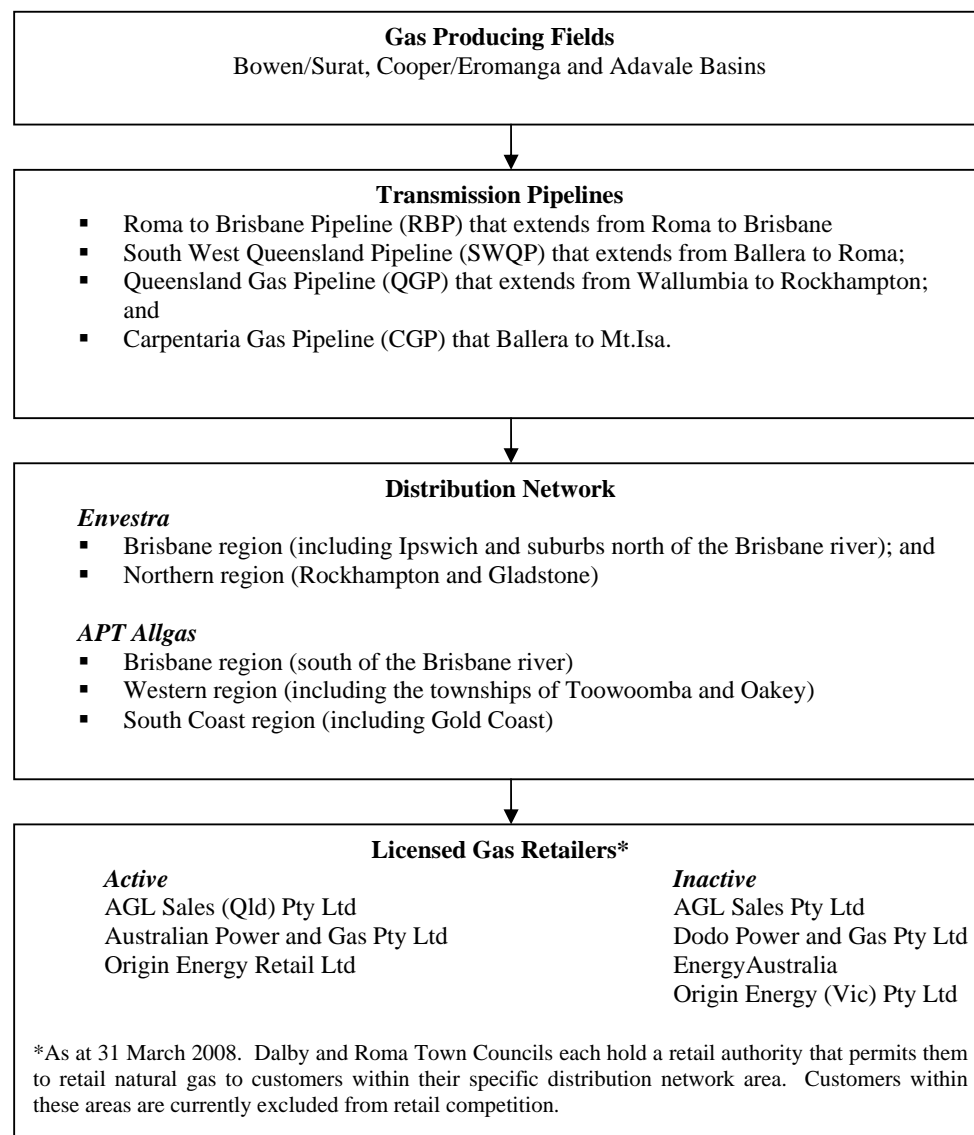 Gas Producing Fields
Bowen/Surat, Cooper/Eromanga and Adavale Basins
Transmission Pipelines
▪ Roma to Brisbane Pipeline (RBP) that extends from Roma to Brisbane
▪ South West Queensland Pipeline (SWQP) that extends from Ballera to Roma;
▪ Queensland Gas Pipeline (QGP) that extends from Wallumbia to Rockhampton;
and
▪ Carpentaria Gas Pipeline (CGP) that Ballera to Mt.Isa.
Distribution Network
Envestra
▪ Brisbane region (including Ipswich and suburbs north of the Brisbane river); and
▪ Northern region (Rockhampton and Gladstone)
APT Allgas
▪ Brisbane region (south of the Brisbane river)
▪ Western region (including the townships of Toowoomba and Oakey)
▪ South Coast region (including Gold Coast)
Licensed Gas Retailers*
Active
AGL Sales (Qld) Pty Ltd
Australian Power and Gas Pty Ltd
Origin Energy Retail Ltd
Inactive
AGL Sales Pty Ltd
Dodo Power and Gas Pty Ltd
EnergyAustralia
Origin Energy (Vic) Pty Ltd
*As at 31 March 2008. Dalby and Roma Town Councils each hold a retail authority that permits them
to retail natural gas to customers within their specific distribution network area. Customers within
these areas are currently excluded from retail competition.